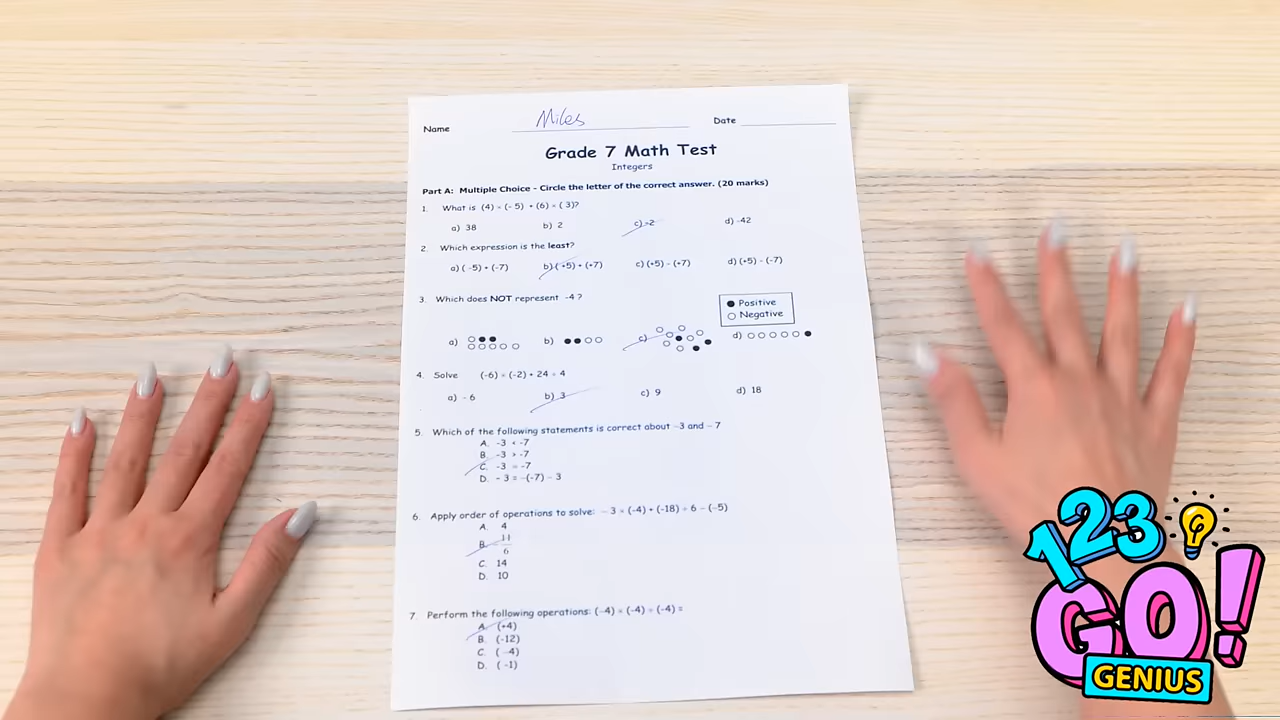 Name Miles Date
Grade 7 Math Test
Integers
Part A: Multiple Choice - Circle the letter of the correct answer. (20 marks)
1. What is (4) × (-5) + (6) × (3)?
a) 38 b) 2 c) -2 d) -42
2. Which expression is the least?
a) (-5) + (-7) b) (+5) + (+7) c) (+5) - (+7) d) (+5) - (-7)
3. Which does NOT represent -4 ?
Positive
Negative
a) b) c) d)
4. Solve (-6) × (-2) + 24 ÷ 4
a) - 6 b) 3 c) 9 d) 18
5. Which of the following statements is correct about -3 and - 7
A. -3 < -7
B. -3 > -7
C. -3 = -7
D. - 3 = -(-7) - 3
6. Apply order of operations to solve: - 3 × (-4) + (-18) ÷ 6 - (-5)
A. 4
B. 11
6
C. 14
D. 10
7. Perform the following operations: (-4) × (-4) ÷ (-4) =
A. (+4)
B. (-12)
C. (-4)
D. (-1)
123
GO!
GENIUS